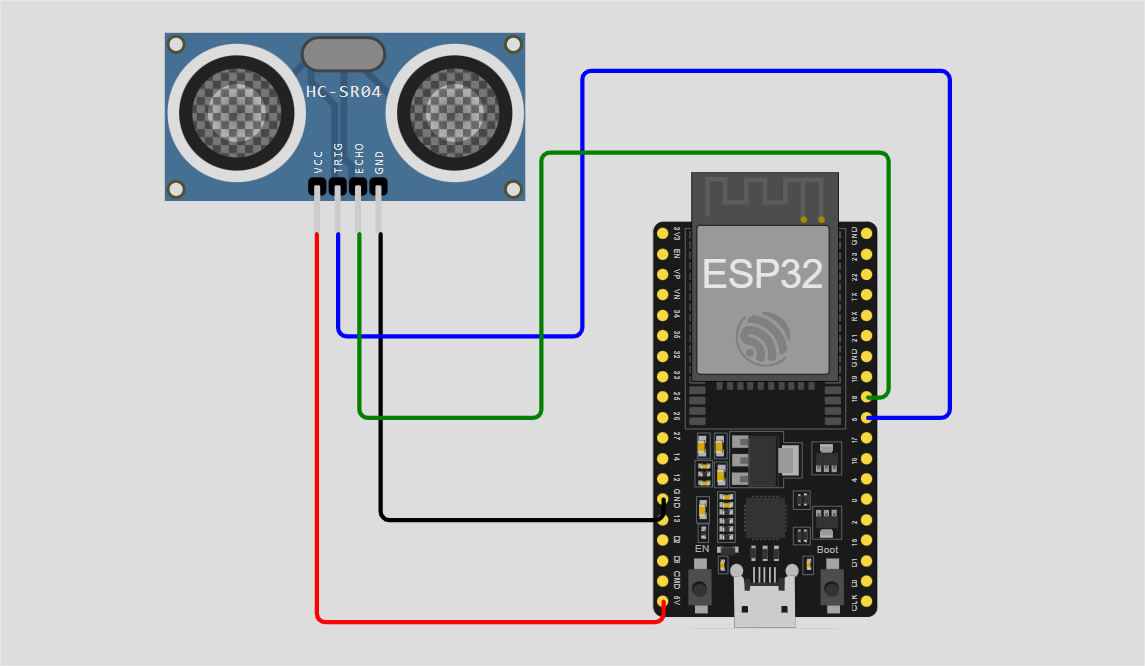 HC-SR04
VCC
TRIG
ECHO
GND
ESP32
3V3
EN
VP
VN
34
35
32
33
25
26
27
14
12
GND
13
CMD
5V
GND
23
22
TX
RX
21
GND
19
18
5
17
16
4
0
2
15
D1
D0
CLK
EN
Boot